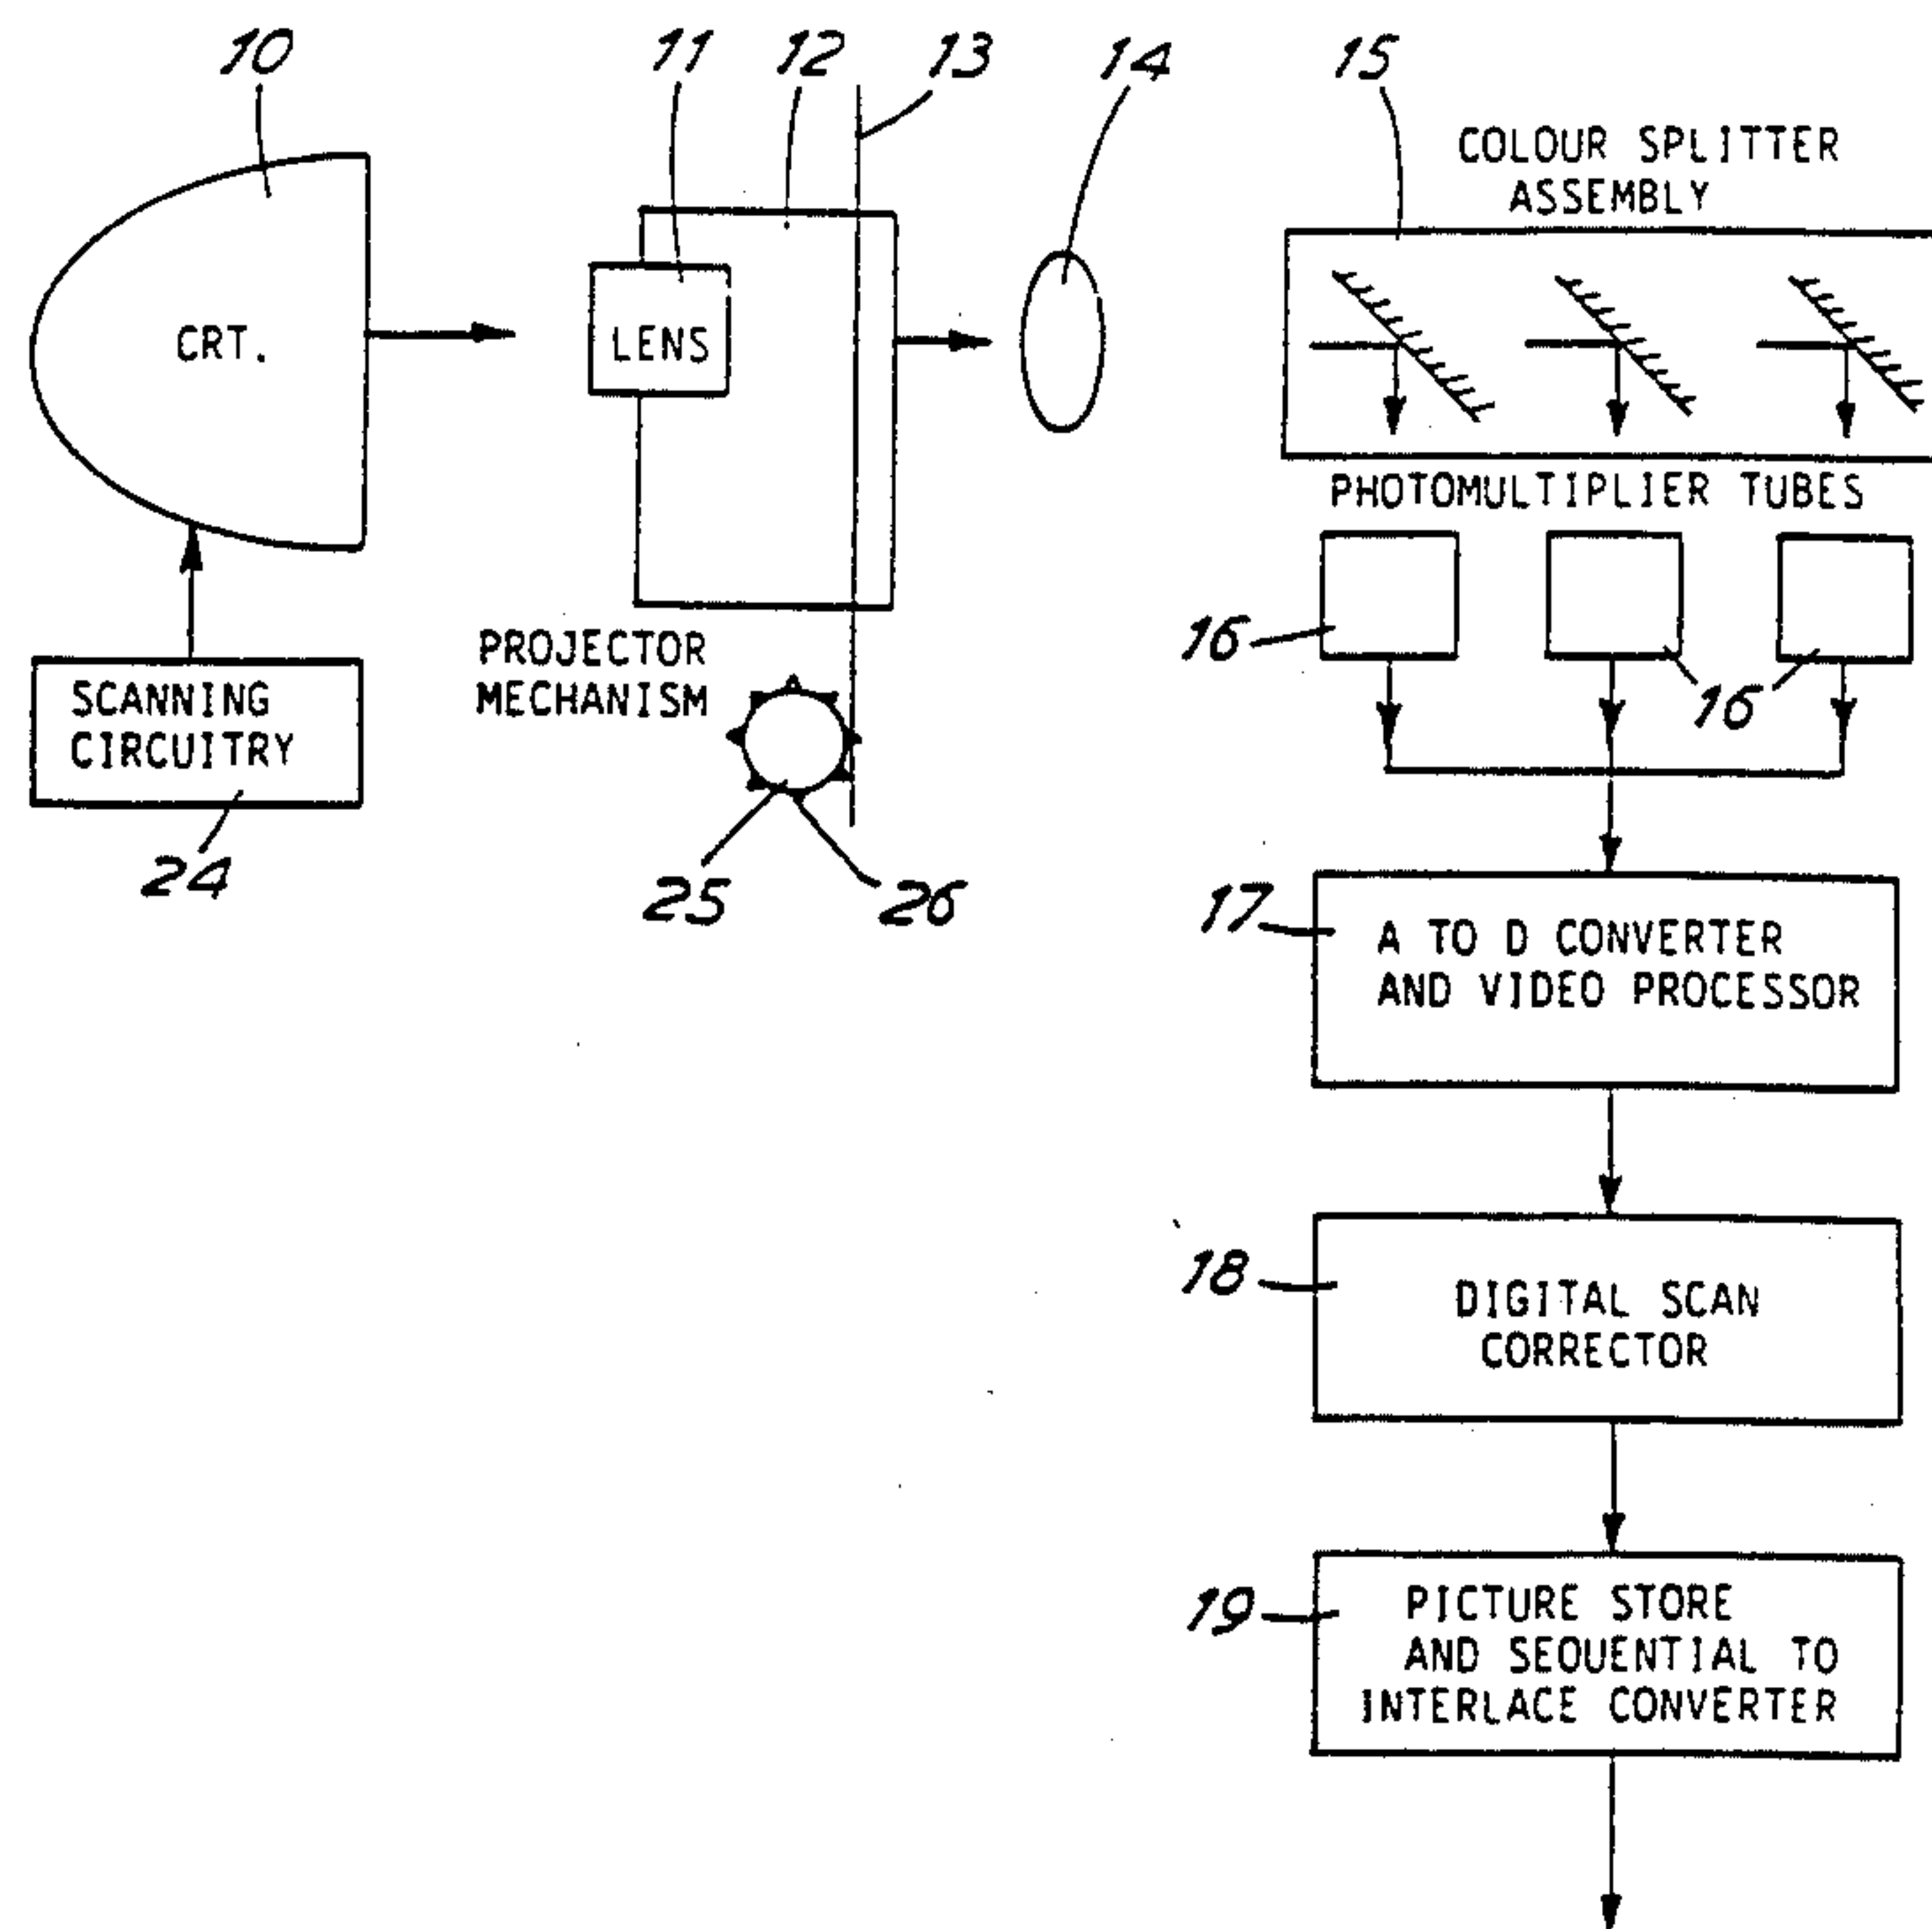 10
11
12
13
14
15
COLOUR SPLITTER
ASSEMBLY
CRT.
LENS
PHOTOMULTIPLIER TUBES
16
16
PROJECTOR
MECHANISM
SCANNING
CIRCUITRY
24
25
26
17
A TO D CONVERTER
AND VIDEO PROCESSOR
18
DIGITAL SCAN
CORRECTOR
19
PICTURE STORE
AND SEQUENTIAL TO
INTERLACE CONVERTER